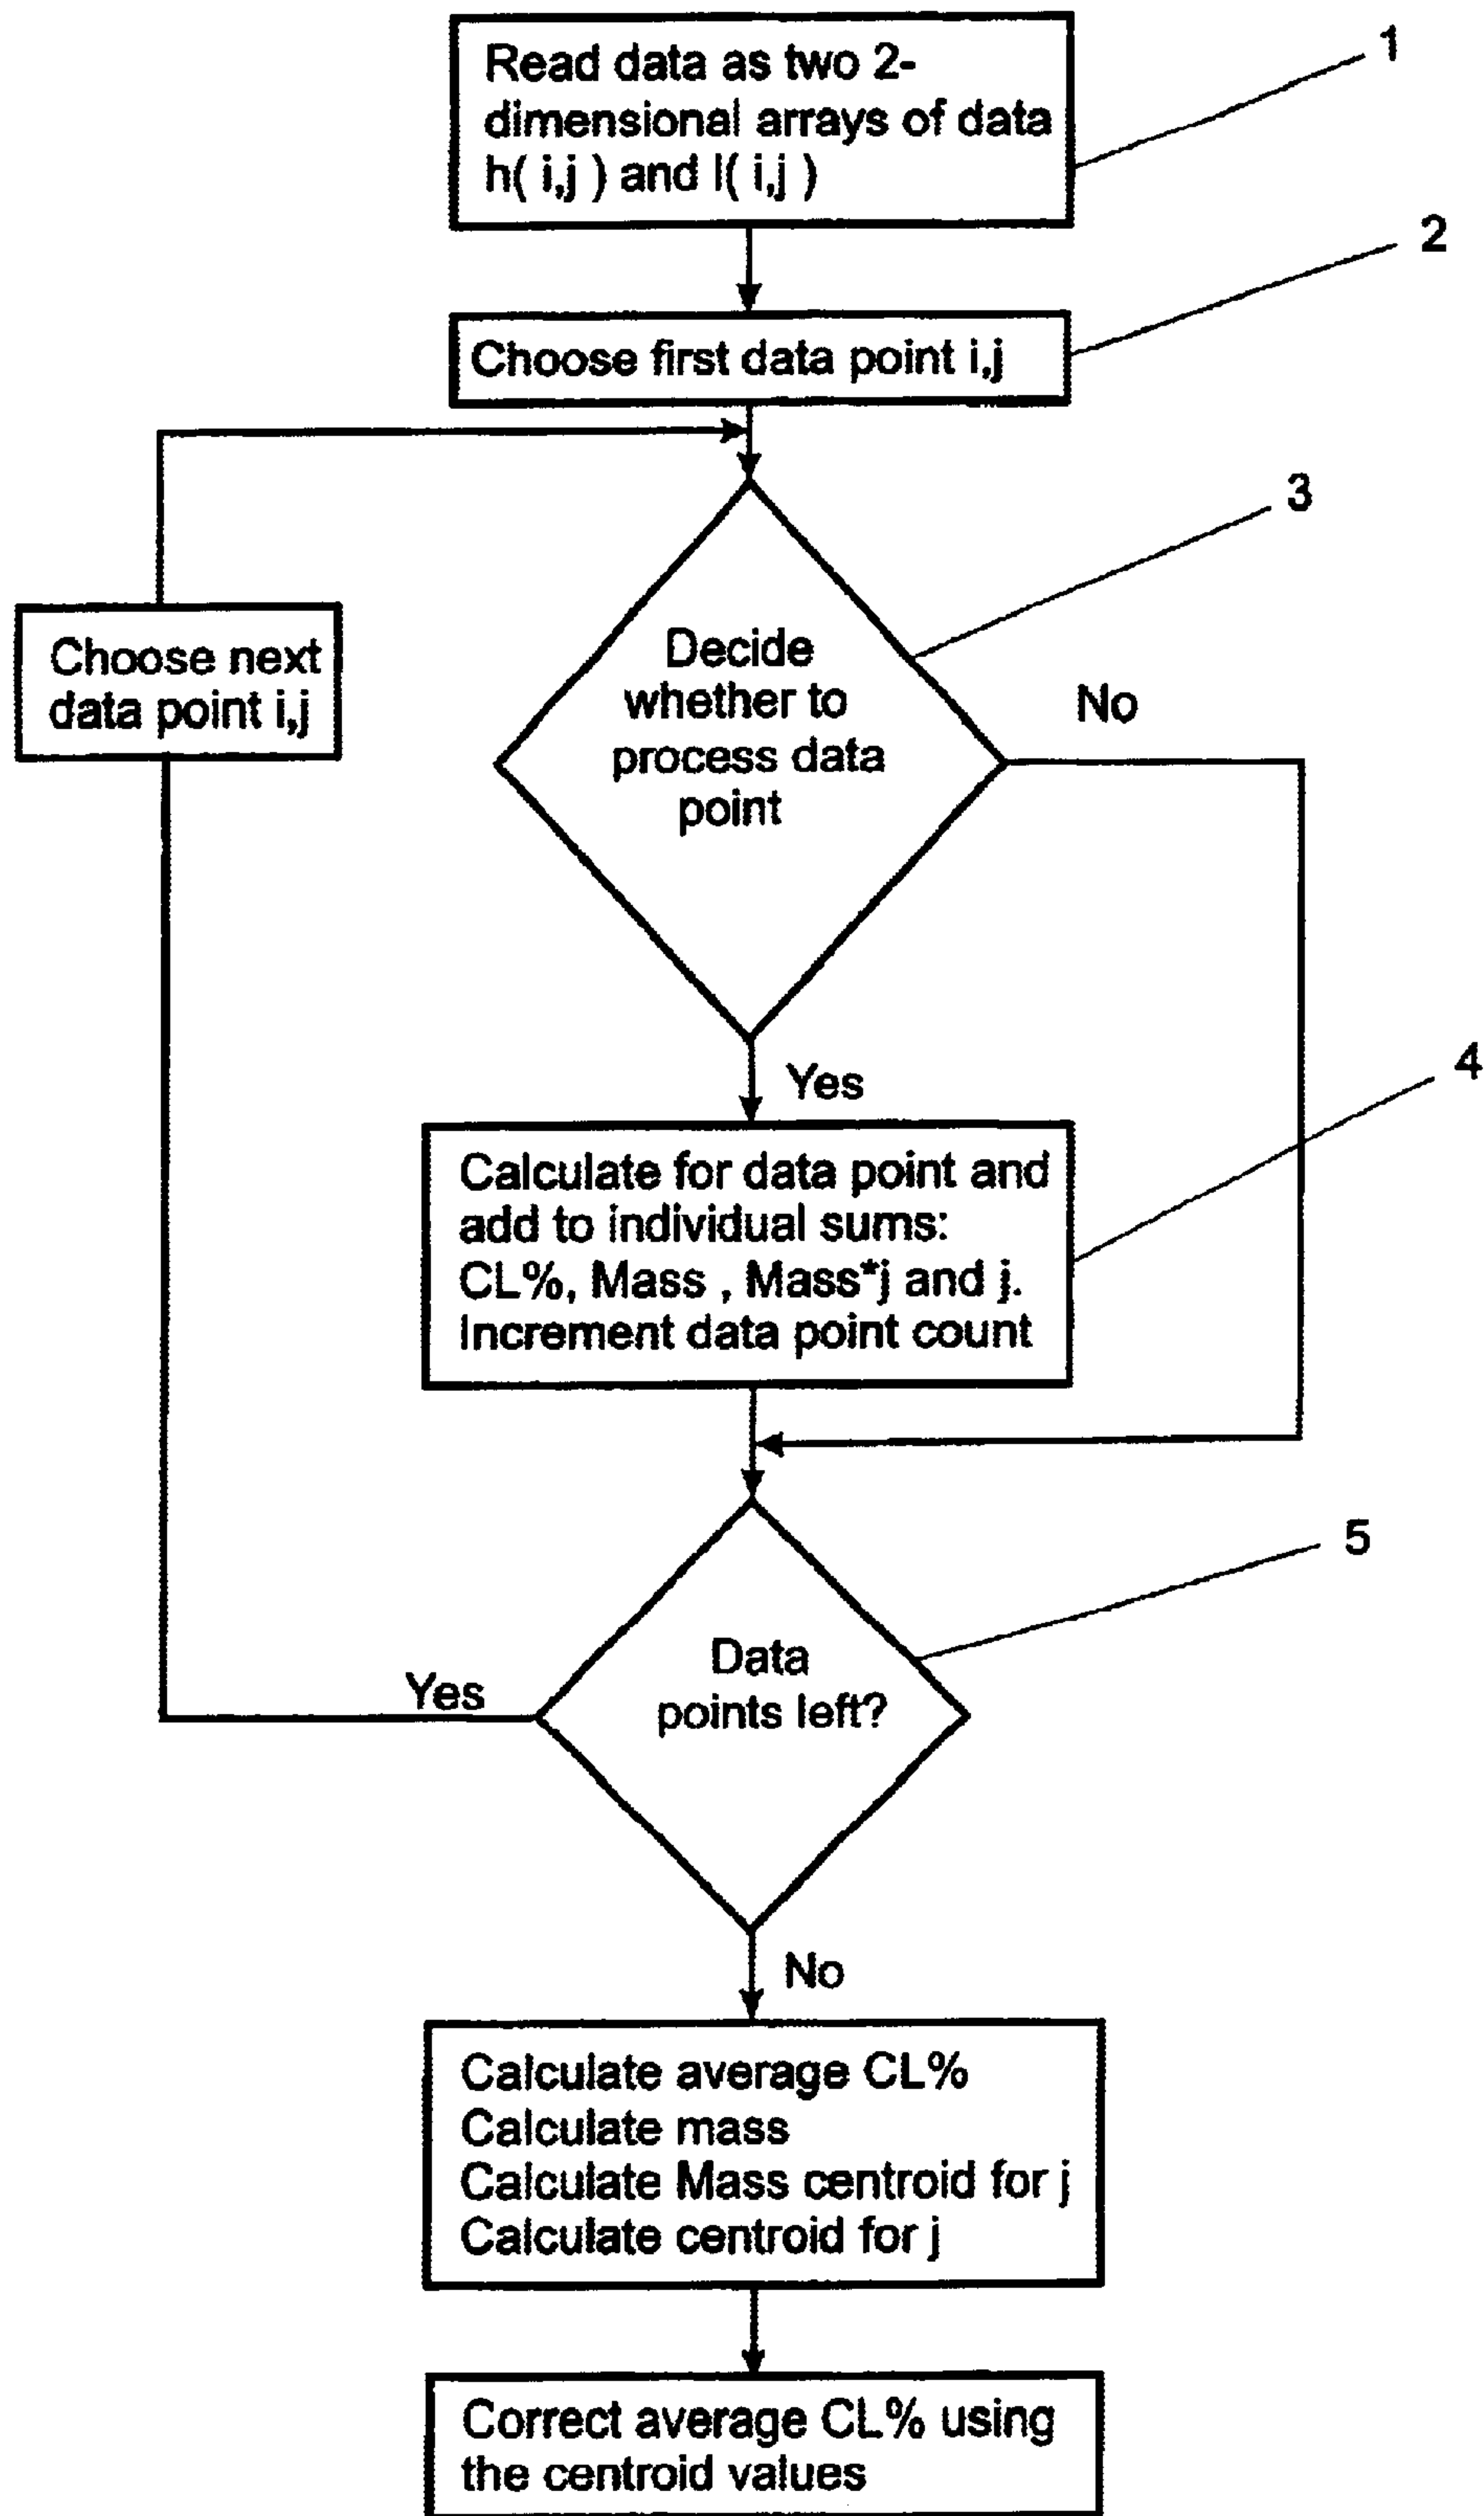 Read data as two 2-
dimensional arrays of data
h( i,j ) and l( i,j )
1
2
Choose first data point i,j
3
Choose next
data point i,j
Decide
whether to
process data
point
No
Yes
4
Calculate for data point and
add to individual sums:
CL%, Mass , Mass*j and j.
Increment data point count
5
Data
points left?
Yes
No
Calculate average CL%
Calculate mass
Calculate Mass centroid for j
Calculate centroid for j
Correct average CL% using
the centroid values